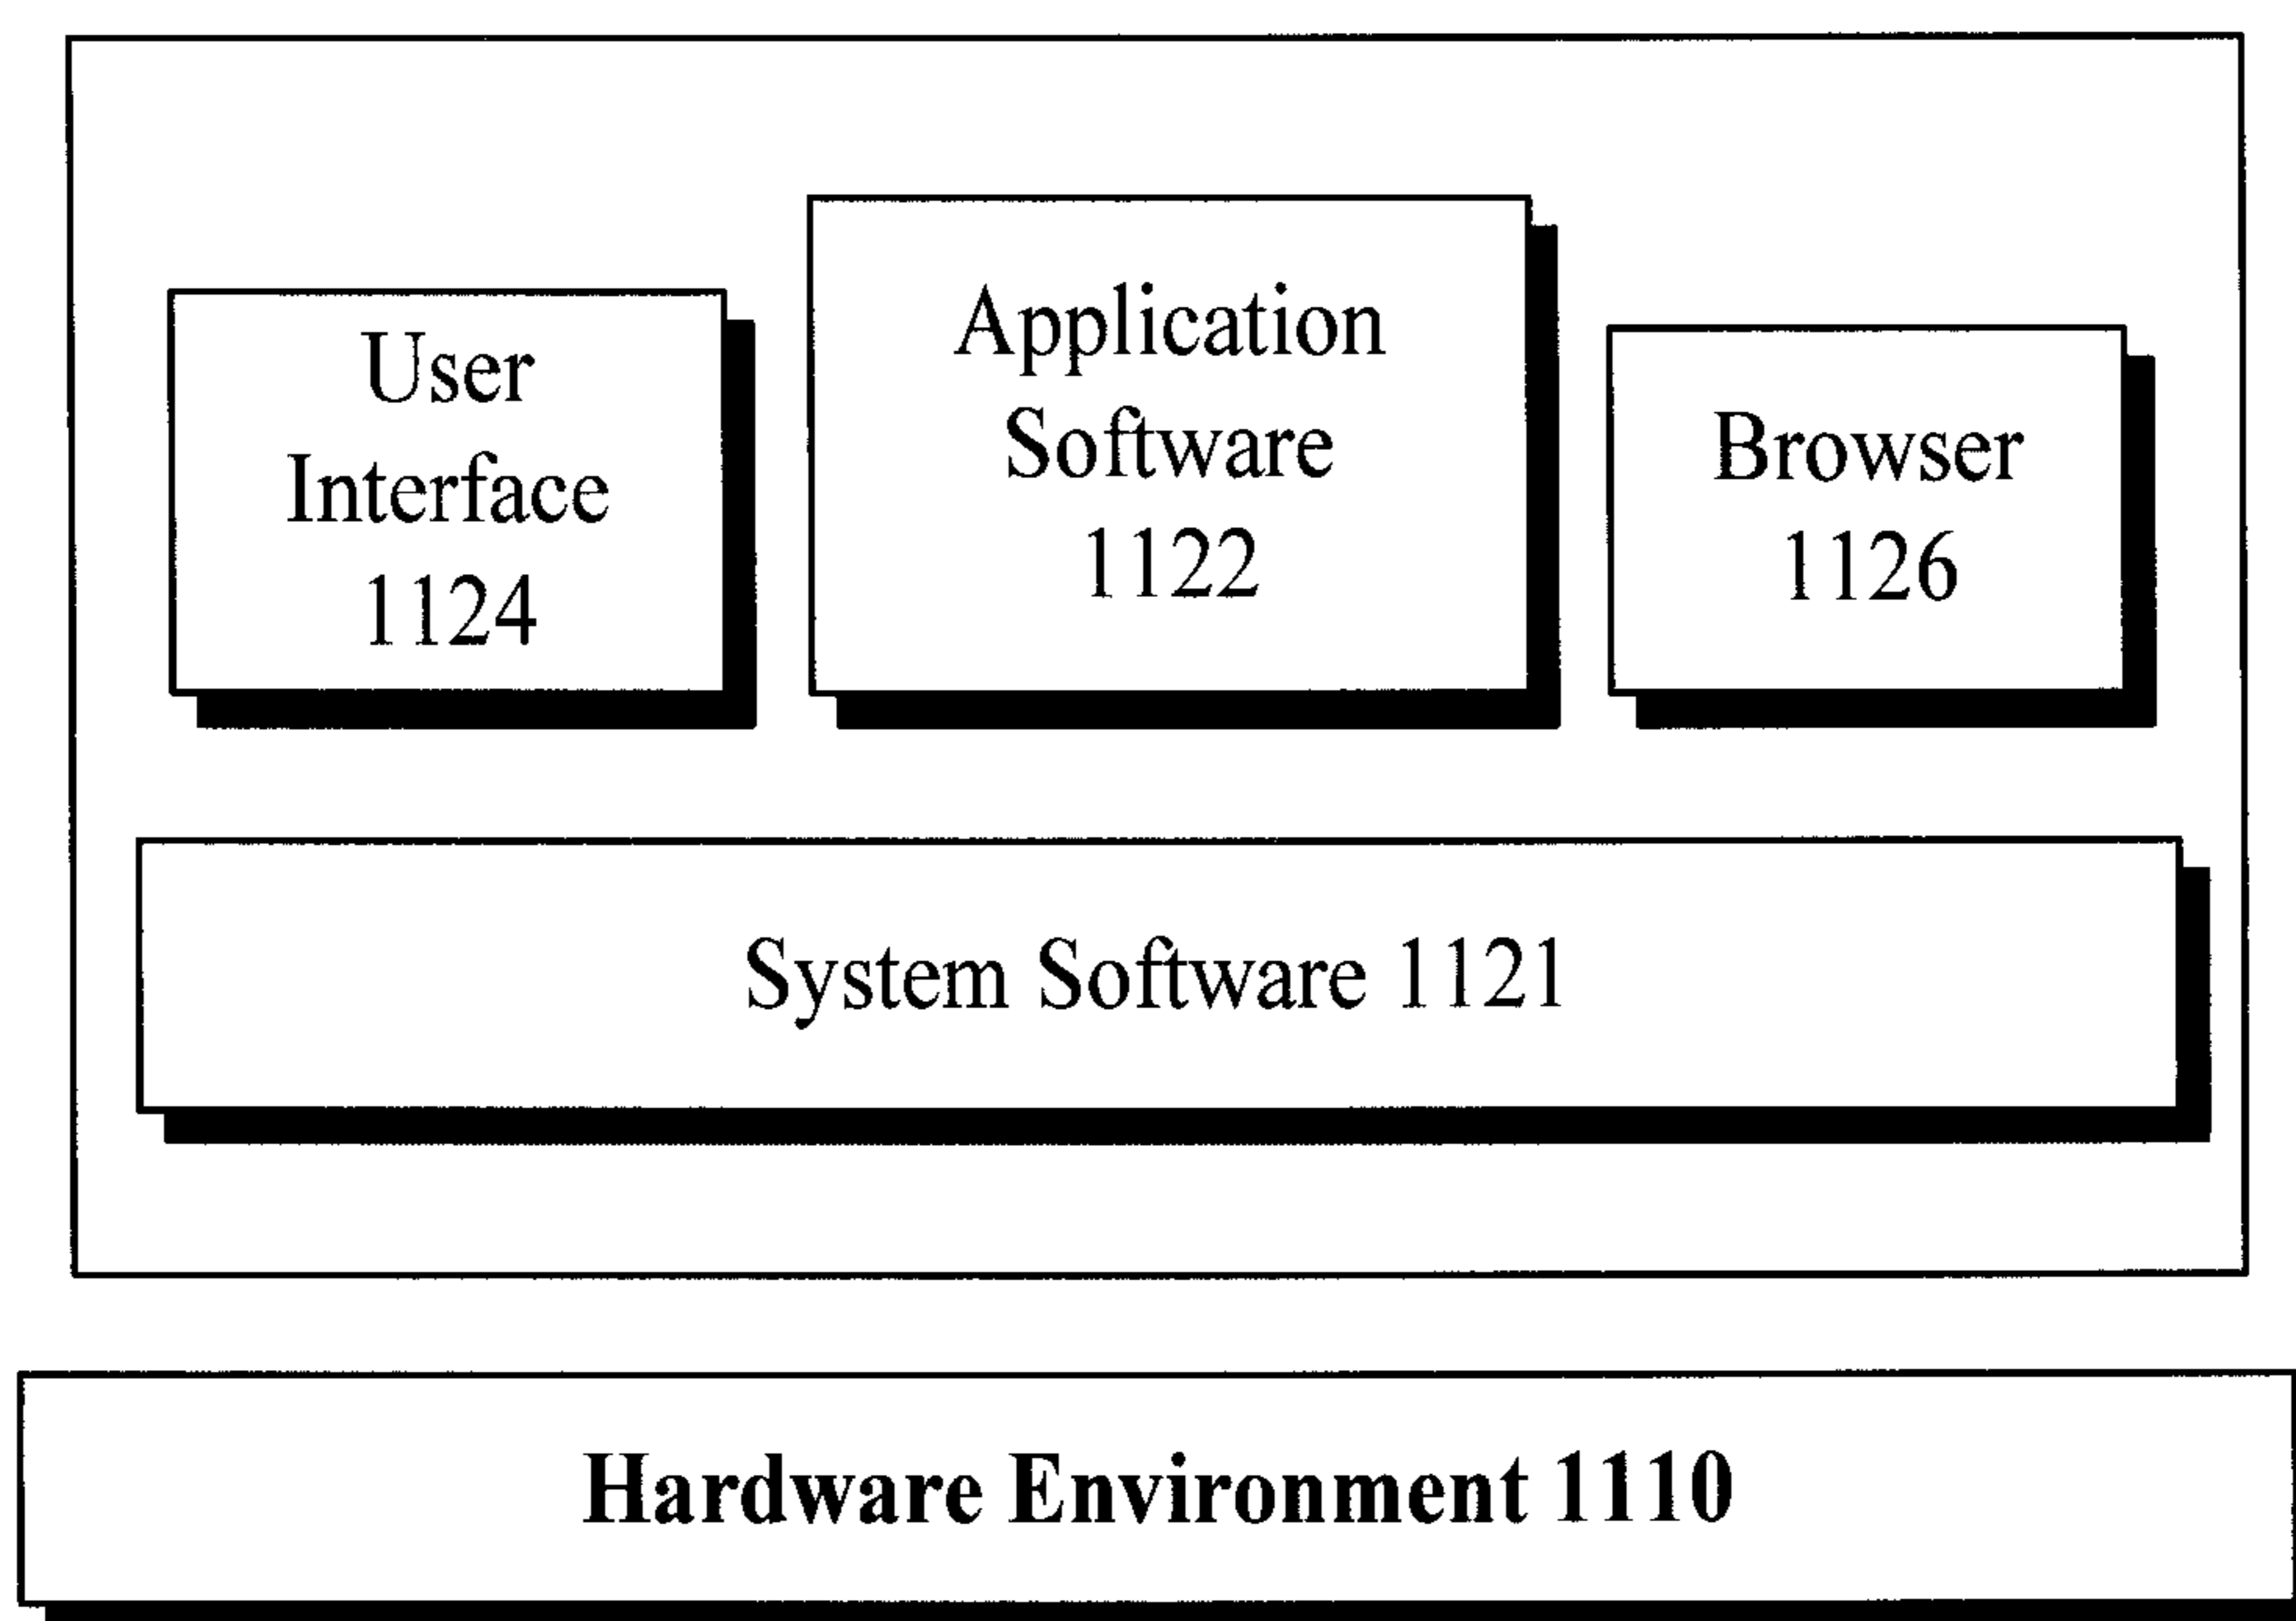 User
Interface
1124
Application
Software
1122
Browser
1126
System Software 1121
Hardware Environment 1110